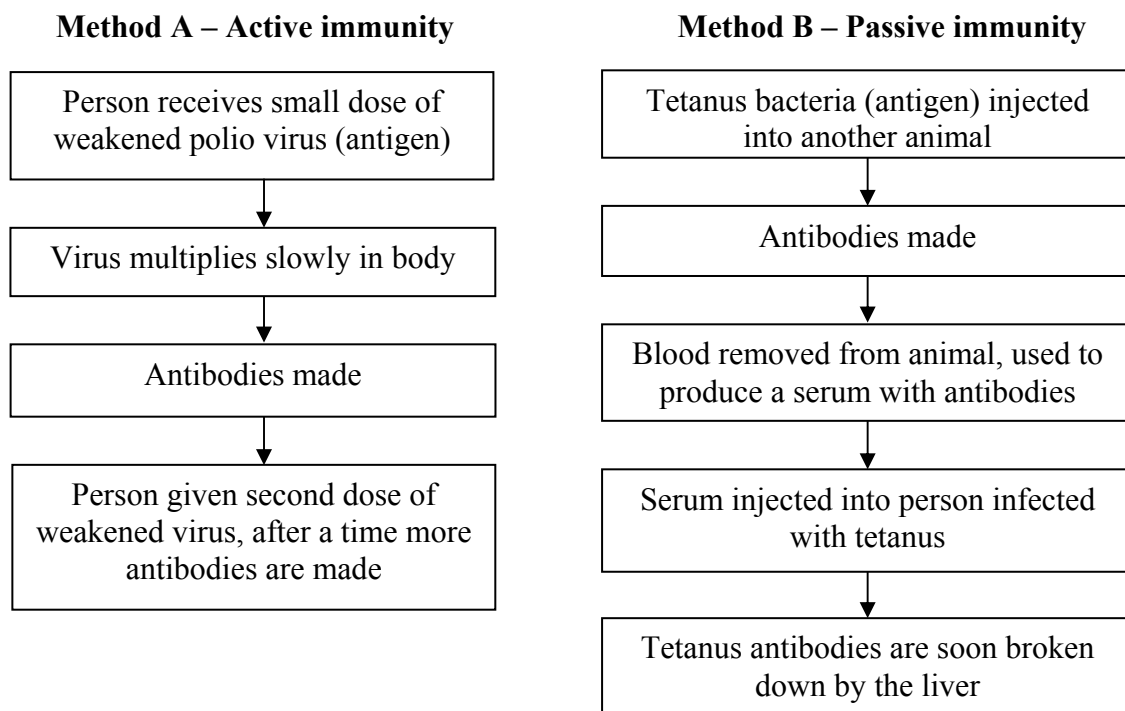 Method A – Active immunity
Person receives small dose of
weakened polio virus (antigen)
Virus multiplies slowly in body
Antibodies made
Person given second dose of
weakened virus, after a time more
antibodies are made
Method B – Passive immunity
Tetanus bacteria (antigen) injected
into another animal
Antibodies made
Blood removed from animal, used to
produce a serum with antibodies
Serum injected into person infected
with tetanus
Tetanus antibodies are soon broken
down by the liver